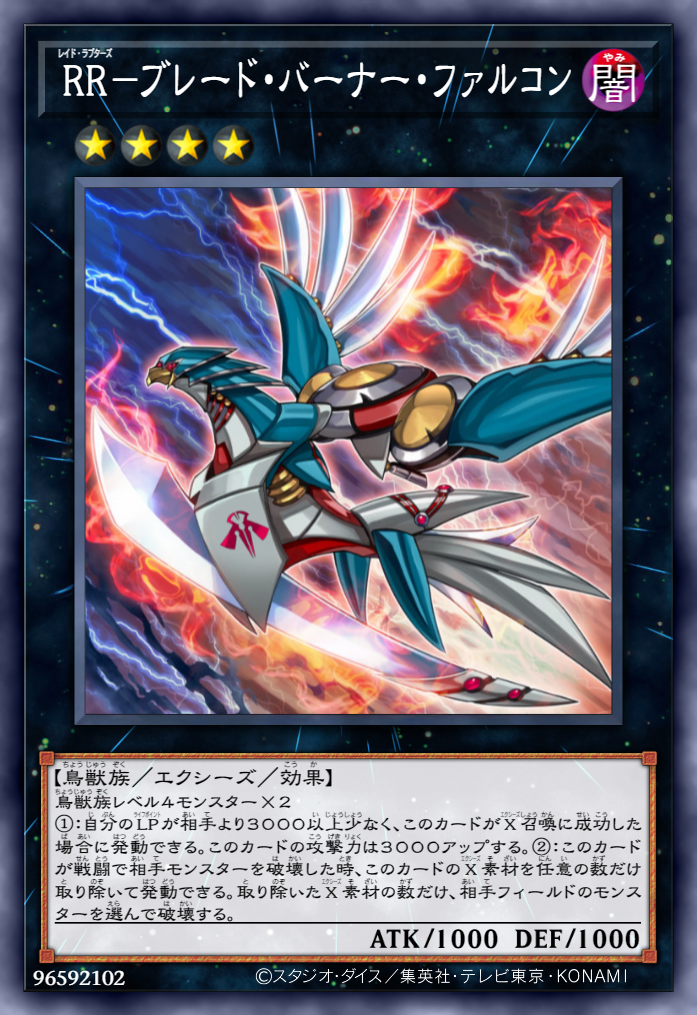 レイド・ラプターズ
RR－ブレード・バーナー・ファルコン
やみ
闇
【鳥獣族／エクシーズ／効果】
鳥獣族レベル４モンスター×２
①：自分のＬＰが相手より３０００以上少なく、このカードがＸ召喚に成功した
場合に発動できる。このカードの攻撃力は３０００アップする。②：このカード
が戦闘で相手モンスターを破壊した時、このカードのＸ素材を任意の数だけ
取り除いて発動できる。取り除いたＸ素材の数だけ、相手フィールドのモンス
ターを選んで破壊する。
ATK/1000 DEF/1000
96592102 ©スタジオ・ダイス／集英社・テレビ東京・KONAMI